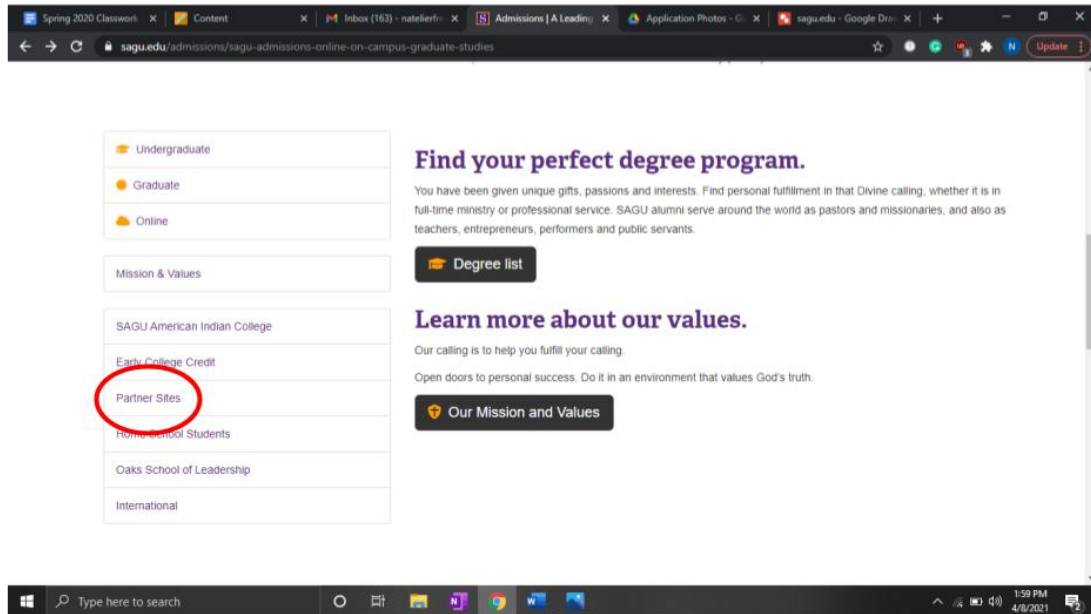 Spring 2020 Classwork
Content
Inbox (163) - natelierfre
Admissions | A Leading
Application Photos - G
sagu.edu - Google Dra
sagu.edu/admissions/sagu-admissions-online-on-campus-graduate-studies
N
Update
Undergraduate
Graduate
Online
Mission & Values
SAGU American Indian College
Early College Credit
Partner Sites
Home School Students
Oaks School of Leadership
International
Find your perfect degree program.
You have been given unique gifts, passions and interests. Find personal fulfillment in that Divine calling, whether it is in
full-time ministry or professional service. SAGU alumni serve around the world as pastors and missionaries, and also as
teachers, entrepreneurs, performers and public servants.
Degree list
Learn more about our values.
Our calling is to help you fulfill your calling.
Open doors to personal success. Do it in an environment that values God's truth.
Our Mission and Values
Type here to search
1:59 PM
4/8/2021